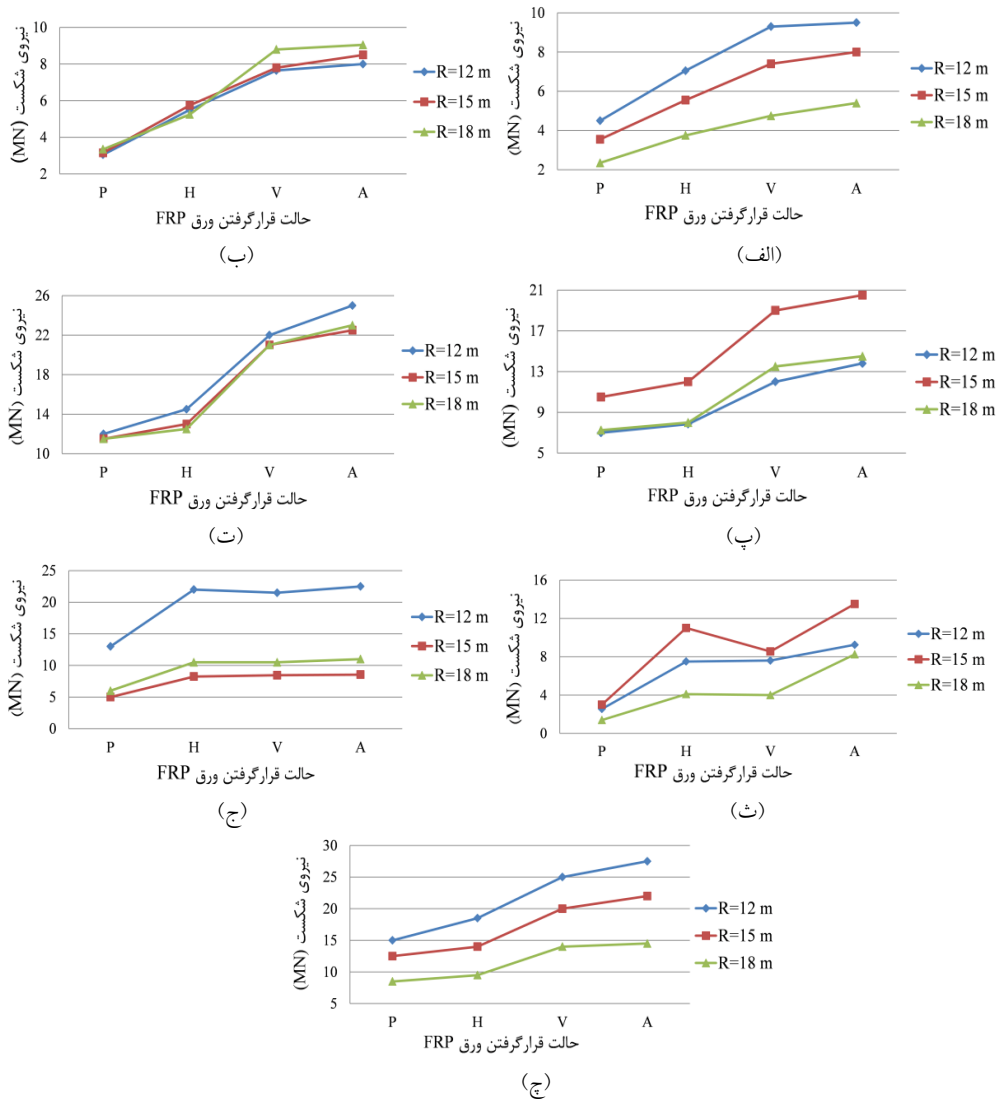 نیروی شکست (MN)
10
8
6
4
2
P H V A
حالت قرارگرفتن ورق FRP
R=12 m
R=15 m
R=18 m
(الف)
نیروی شکست (MN)
10
8
6
4
2
P H V A
حالت قرارگرفتن ورق FRP
R=12 m
R=15 m
R=18 m
(ب)
نیروی شکست (MN)
21
17
13
9
5
P H V A
حالت قرارگرفتن ورق FRP
R=12 m
R=15 m
R=18 m
(پ)
نیروی شکست (MN)
26
22
18
14
10
P H V A
حالت قرارگرفتن ورق FRP
R=12 m
R=15 m
R=18 m
(ت)
نیروی شکست (MN)
16
12
8
4
0
P H V A
حالت قرارگرفتن ورق FRP
R=12 m
R=15 m
R=18 m
(ث)
نیروی شکست (MN)
25
20
15
10
5
0
P H V A
حالت قرارگرفتن ورق FRP
R=12 m
R=15 m
R=18 m
(ج)
نیروی شکست (MN)
30
25
20
15
10
5
P H V A
حالت قرارگرفتن ورق FRP
R=12 m
R=15 m
R=18 m
(چ)